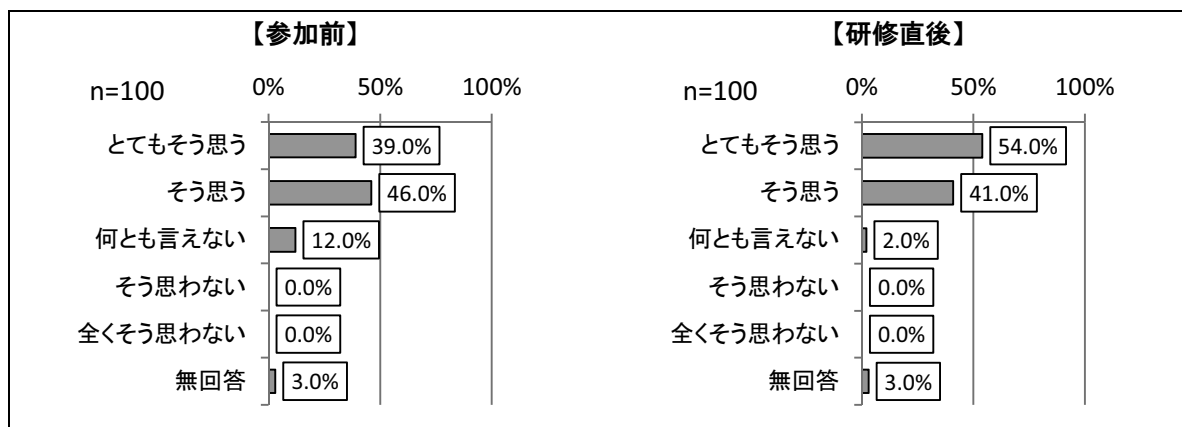 【参加前】
n=100
0% 50% 100%
とてもそう思う 39.0%
そう思う 46.0%
何とも言えない 12.0%
そう思わない 0.0%
全くそう思わない 0.0%
無回答 3.0%
【研修直後】
n=100
0% 50% 100%
とてもそう思う 54.0%
そう思う 41.0%
何とも言えない 2.0%
そう思わない 0.0%
全くそう思わない 0.0%
無回答 3.0%